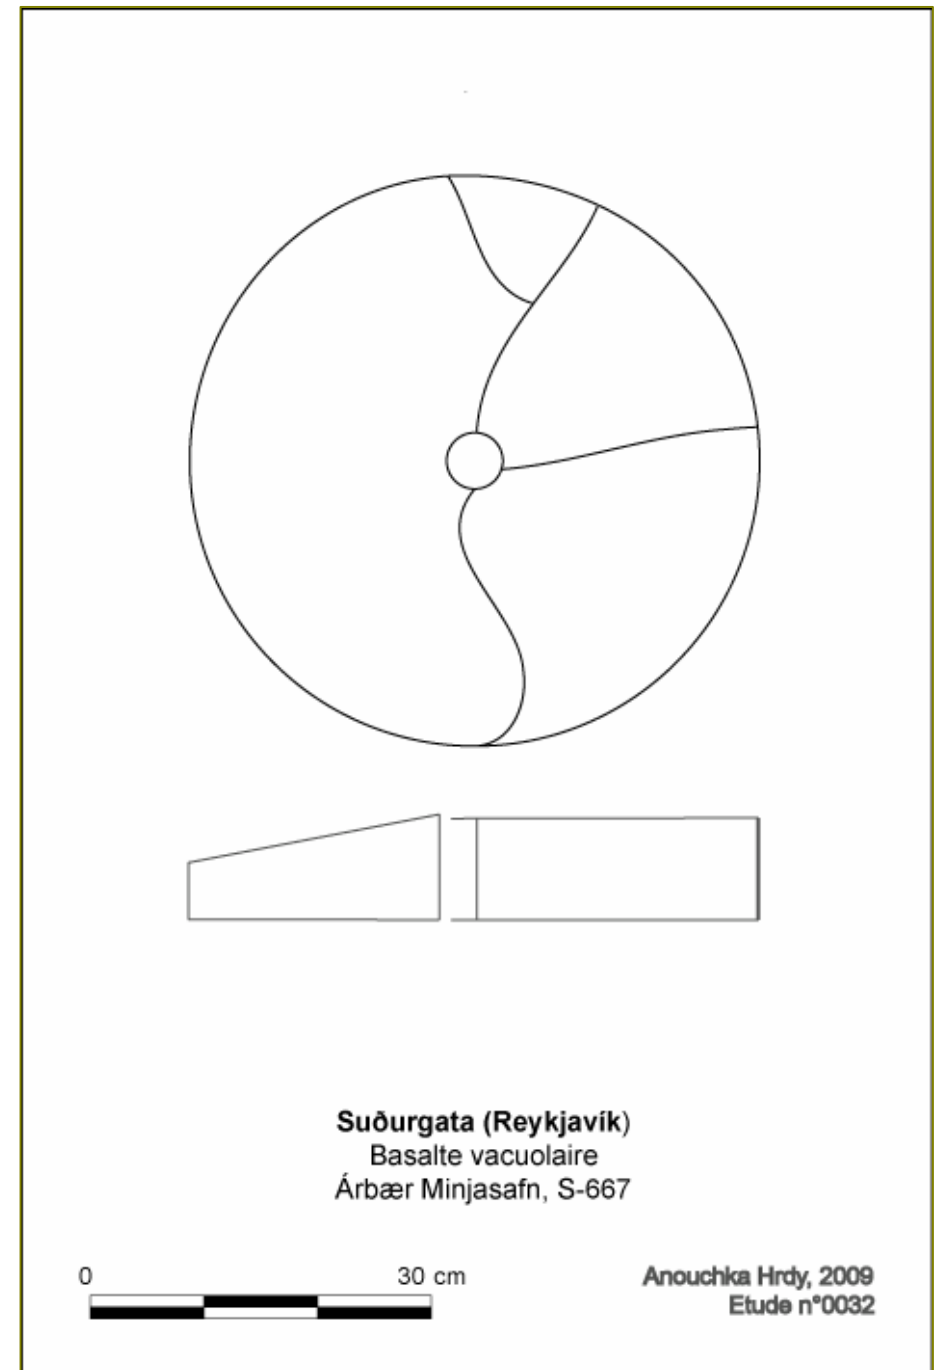 Suðurgata (Reykjavík)
Basalte vacuolaire
Árbær Minjasafn, S-667
0 30 cm
Anouchka Hrdy, 2009
Etude n°0032